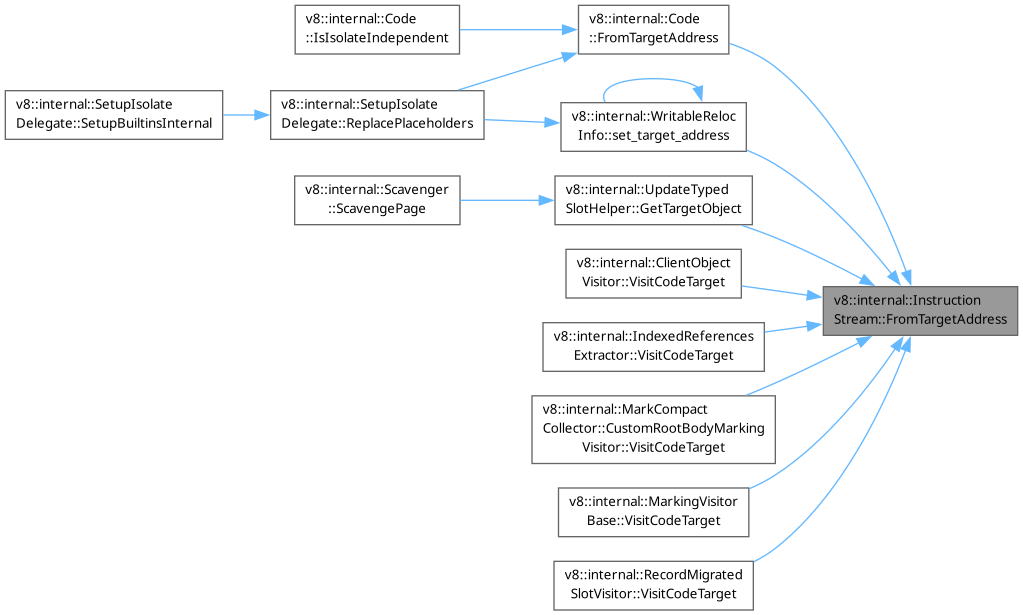 v8::internal::Code
::IsIsolateIndependent
v8::internal::Code
::FromTargetAddress
v8::internal::SetupIsolate
Delegate::SetupBuiltinsInternal
v8::internal::SetupIsolate
Delegate::ReplacePlaceholders
v8::internal::WritableReloc
Info::set_target_address
v8::internal::Scavenger
::ScavengePage
v8::internal::UpdateTyped
SlotHelper::GetTargetObject
v8::internal::ClientObject
Visitor::VisitCodeTarget
v8::internal::Instruction
Stream::FromTargetAddress
v8::internal::IndexedReferences
Extractor::VisitCodeTarget
v8::internal::MarkCompact
Collector::CustomRootBodyMarking
Visitor::VisitCodeTarget
v8::internal::MarkingVisitor
Base::VisitCodeTarget
v8::internal::RecordMigrated
SlotVisitor::VisitCodeTarget